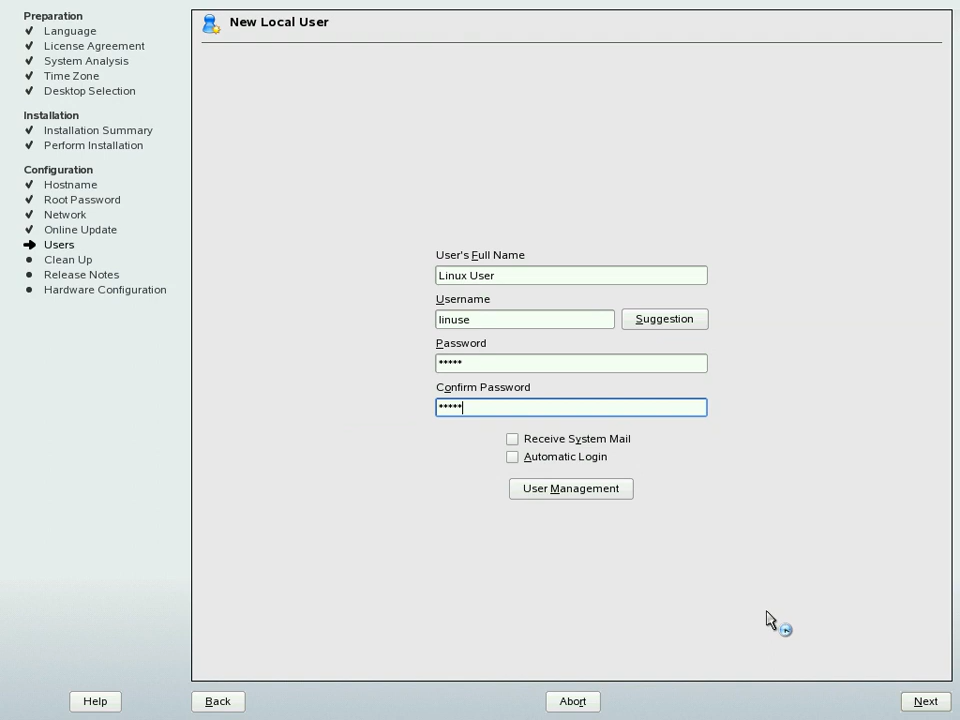 Preparation
Language
License Agreement
System Analysis
Time Zone
Desktop Selection
Installation
Installation Summary
Perform Installation
Configuration
Hostname
Root Password
Network
Online Update
Users
Clean Up
Release Notes
Hardware Configuration
New Local User
User's Full Name
Linux User
Username
linuse
Suggestion
Password
*****
Confirm Password
*****
Receive System Mail
Automatic Login
User Management
Help
Back
Abort
Next